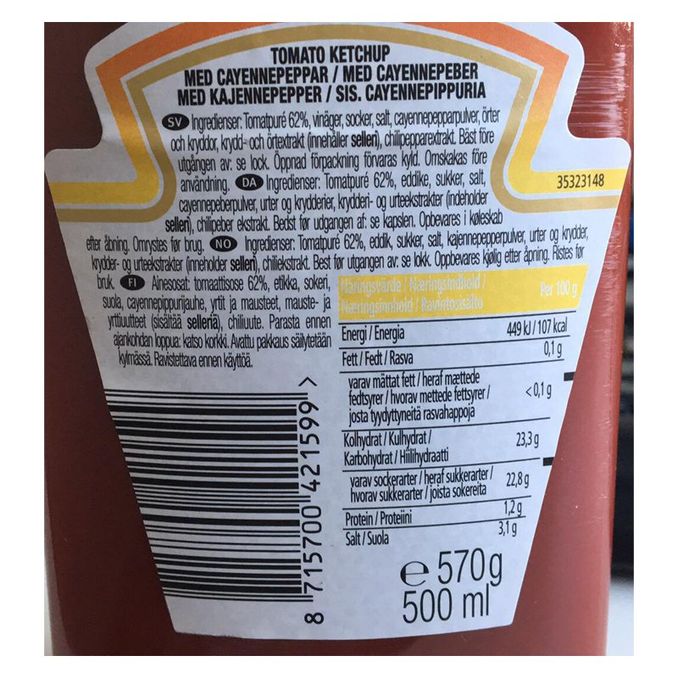 TOMATO KETCHUP
MED CAYENNEPEPPAR / MED CAYENNEPEBER
MED KAJENNEPEPPER / SIS. CAYENNEPIPPURIA
SV Ingredienser: Tomatpuré 62%, vinäger, socker, salt, cayennepepparpulver, örter
och kryddor, krydd- och örtextrakt (innehåller selleri), chilipepparextrakt. Bäst före
utgången av: se lock. Öppnad förpackning förvaras kyld. Omskakas före
användning. DA Ingredienser: Tomatpuré 62%, eddike, sukker, salt,
35323148
cayennepeberpulver, urter og krydderier, krydderi- og urteekstrakter (indeholder
selleri), chilipeber ekstrakt. Bedst før udgangen af: se kapslen. Opbevares i køleskab
efter åbning. Omrystes før brug. NO Ingredienser: Tomatpuré 62%, eddik, sukker, salt, kajennepepperpulver, urter og krydder,
krydder- og urteekstrakter (inneholder selleri), chiliekstrakt. Best før utgangen av: se lokk. Oppbevares kjølig etter åpning. Ristes før
bruk. FI Ainesosat: tomaattisose 62%, etikka, sokeri,
suola, cayennepippurijauhe, yrtit ja mausteet, mauste- ja
yrttiuutteet (sisältää selleriä), chiliuute. Parasta ennen
ajankohdan loppua: katso korkki. Avattu pakkaus säilytetään
kylmässä. Ravistettava ennen käyttöä.
Näringsvärde / Næringsindhold /
Næringsinnhold / Ravintosisältö
Per 100 g
Energi / Energia 449 kJ / 107 kcal
Fett / Fedt / Rasva 0,1 g
varav mättat fett / heraf mættede
fedtsyrer / hvorav mettede fettsyrer /
josta tyydyttyneitä rasvahappoja <0,1 g
Kolhydrat / Kulhydrat /
Karbohydrat / Hiilihydraatti 23,3 g
varav sockerarter / heraf sukkerarter /
hvorav sukkerarter / joista sokereita 22,8 g
Protein / Proteiini 1,2 g
Salt / Suola 3,1 g
8 715700 421599 >
e 570 g
500 ml